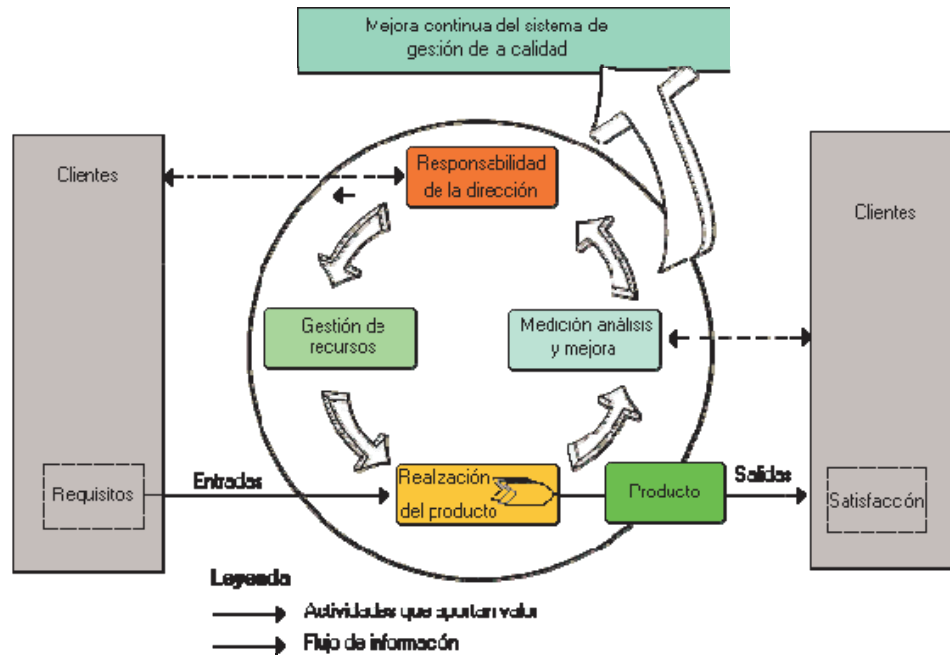 Mejora continua del sistema de
gestión de a calidad
Clientes
Responsabilidad
de la dirección
Clientes
Gestión de
recursos
Medición análisis
y mejora
Requisitos
Entradas
Realzación
del producto
Producto
Salidas
Satisfaccón
Leyenda
Actividades que aportan valor
Flujo de información